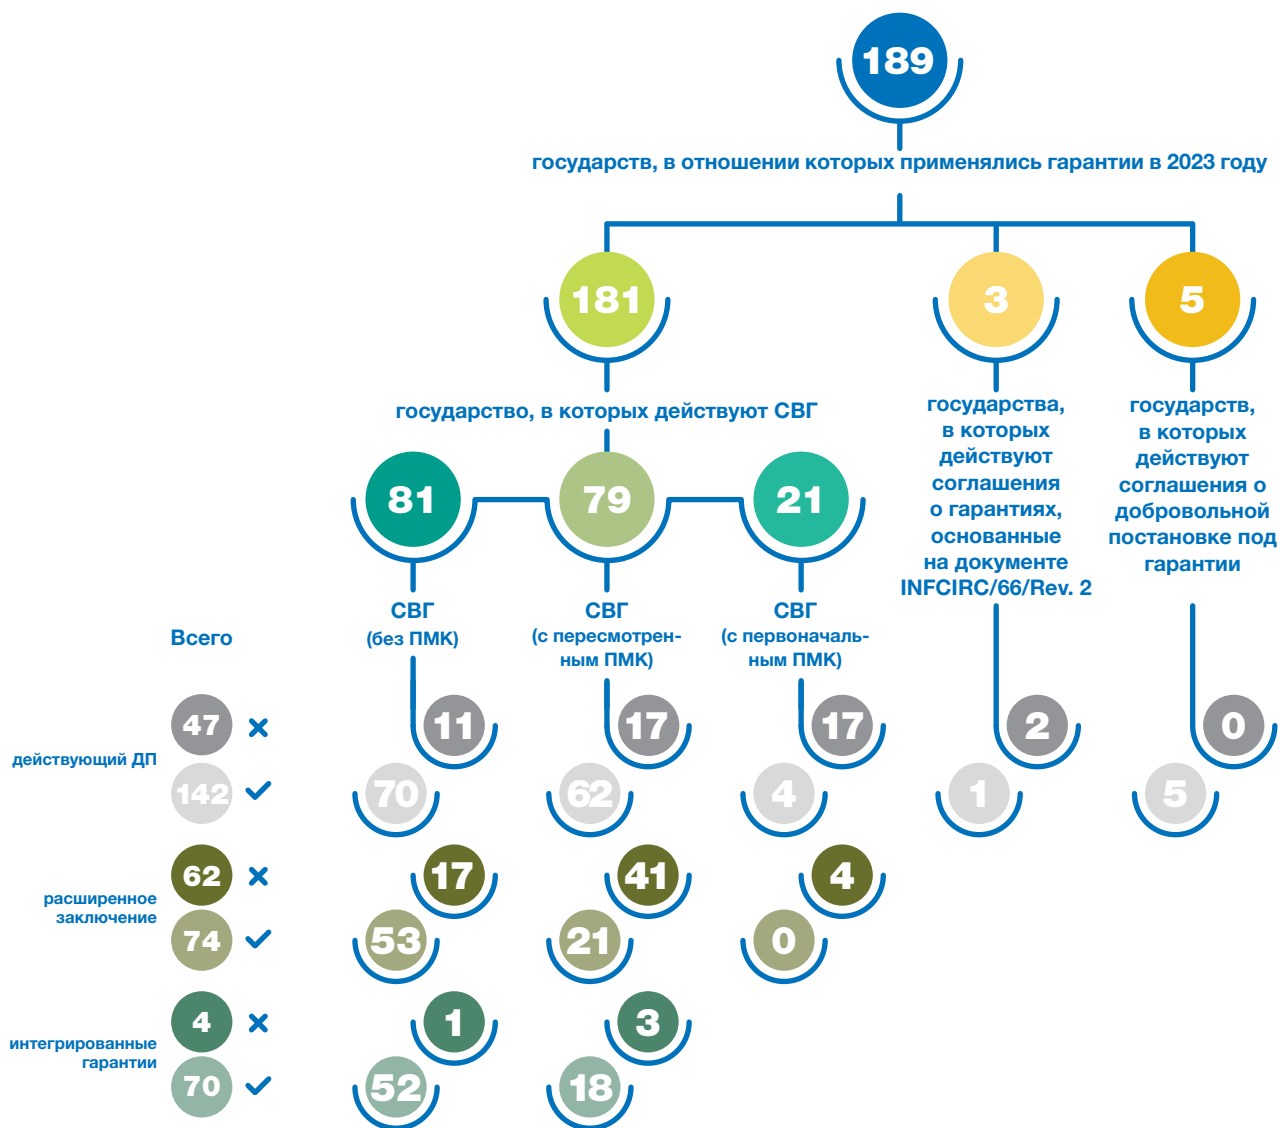 189
государств, в отношении которых применялись гарантии в 2023 году
181
3
5
государство, в которых действуют СВГ
государства,
в которых
действуют
соглашения
о гарантиях,
основанные
на документе
INFCIRC/66/Rev. 2
государств,
в которых
действуют
соглашения о
добровольной
постановке под
гарантии
81
79
21
СВГ
(без ПМК)
СВГ
(с пересмотрен-
ным ПМК)
СВГ
(с первоначаль-
ным ПМК)
Всего
действующий ДП
47
11
17
17
2
0
142
70
62
4
1
5
расширенное
заключение
62
17
41
4
74
53
21
0
интегрированные
гарантии
4
1
3
70
52
18